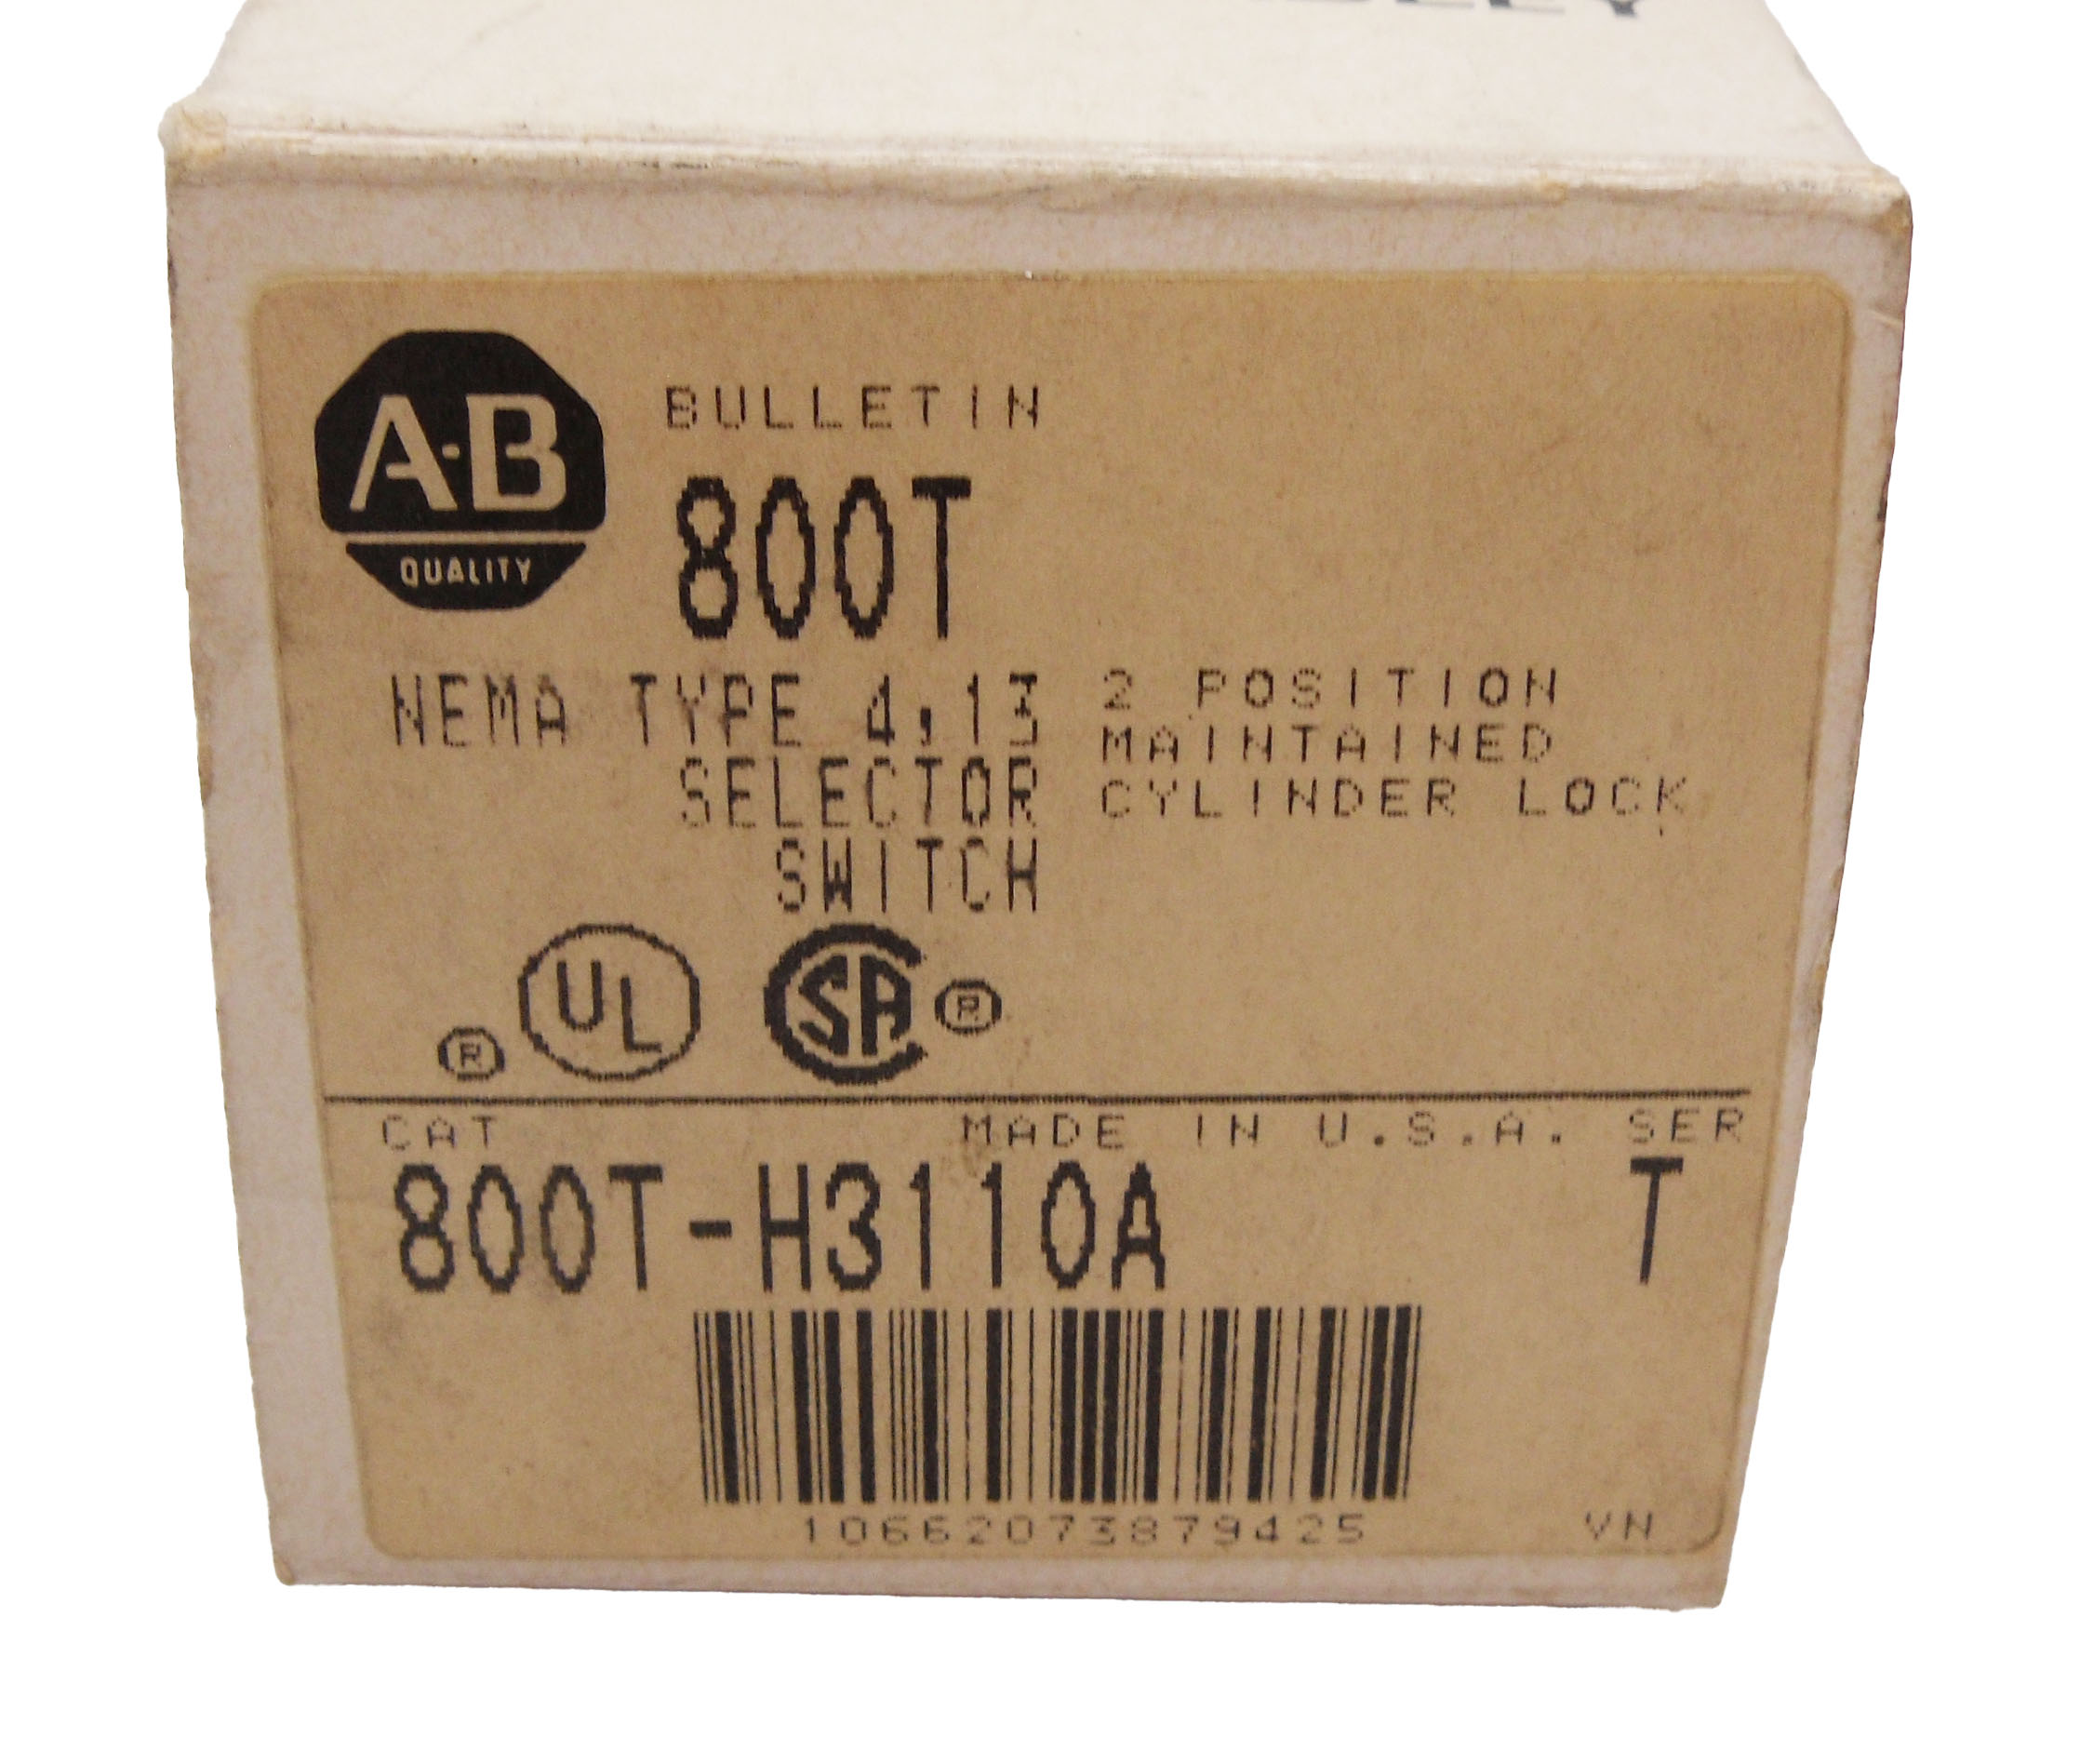 A-B
QUALITY
BULLETIN
800T
NEMA TYPE 4,13
SELECTOR
SWITCH
2 POSITION
MAINTAINED
CYLINDER LOCK
® UL
SA ®
CAT
MADE IN U.S.A.
SER
800T-H3110A
T
10662073879425
VN